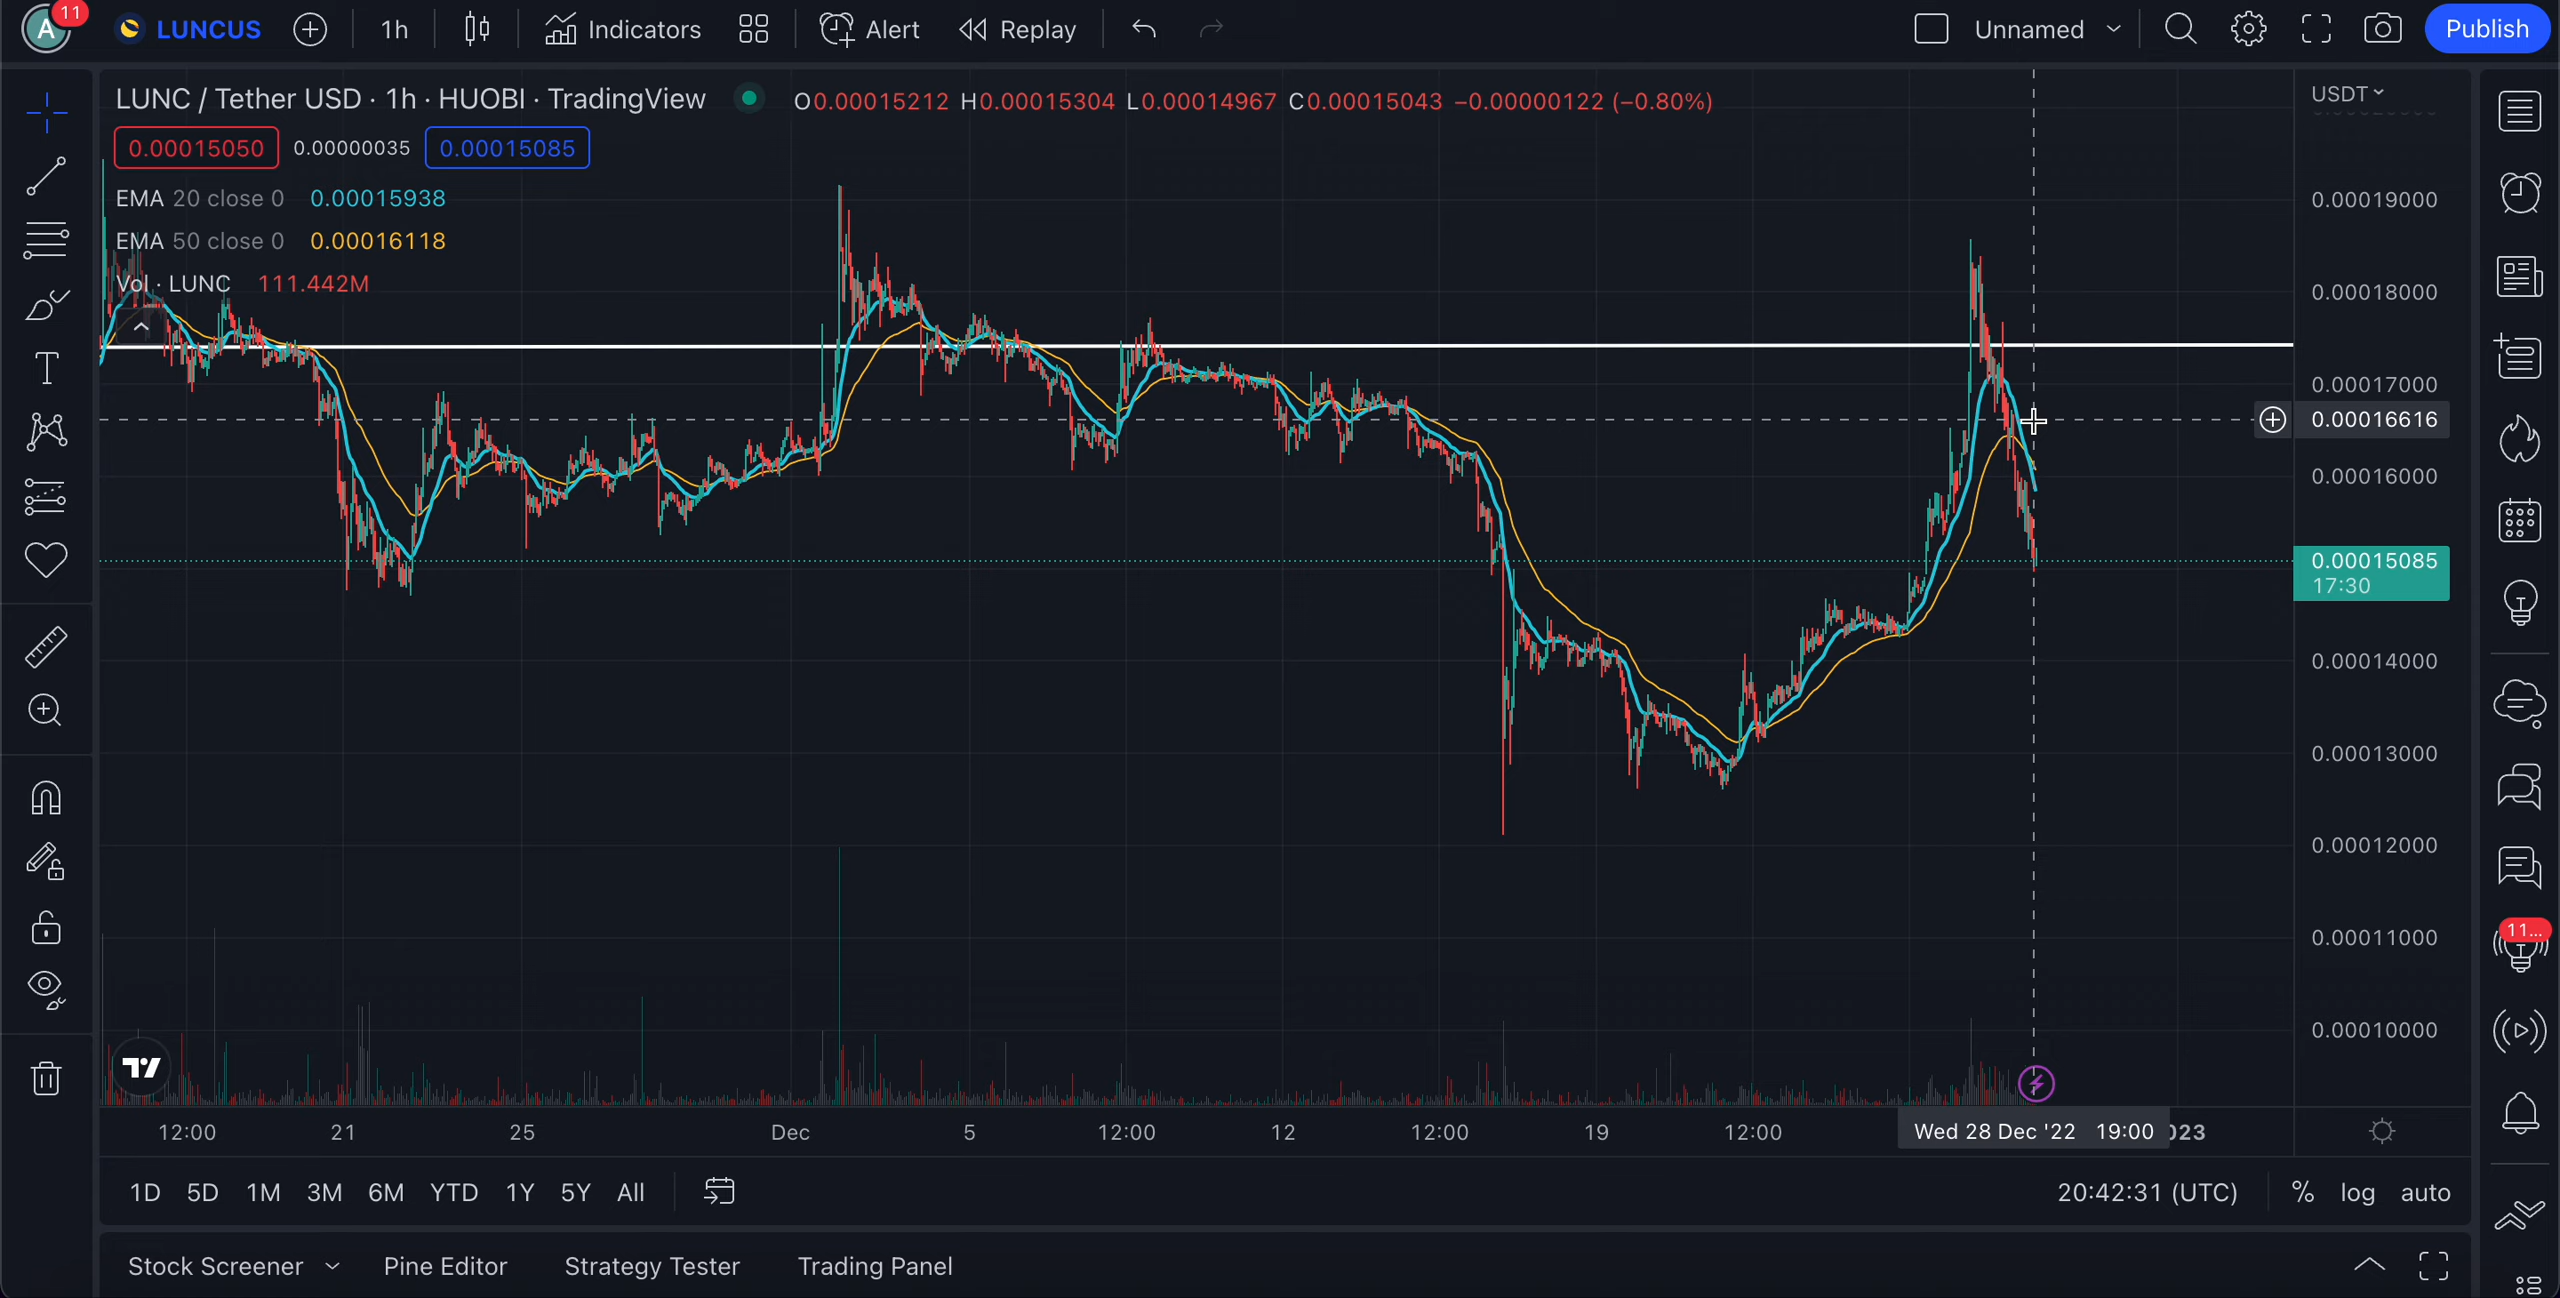 A 11 LUNCUS 1h Indicators Alert Replay Unnamed Publish
LUNC / Tether USD · 1h · HUOBI · TradingView O0.00015212 H0.00015304 L0.00014967 C0.00015043 −0.00000122 (−0.80%) USDT
0.00015050 0.00000035 0.00015085
EMA 20 close 0 0.00015938
EMA 50 close 0 0.00016118
Vol · LUNC 111.442M
0.00019000
0.00018000
0.00017000
0.00016616
0.00016000
0.00015085
17:30
0.00014000
0.00013000
0.00012000
0.00011000
11...
0.00010000
12:00 21 25 Dec 5 12:00 12 12:00 19 12:00 Wed 28 Dec '22 19:00 023
1D 5D 1M 3M 6M YTD 1Y 5Y All 20:42:31 (UTC) % log auto
Stock Screener Pine Editor Strategy Tester Trading Panel